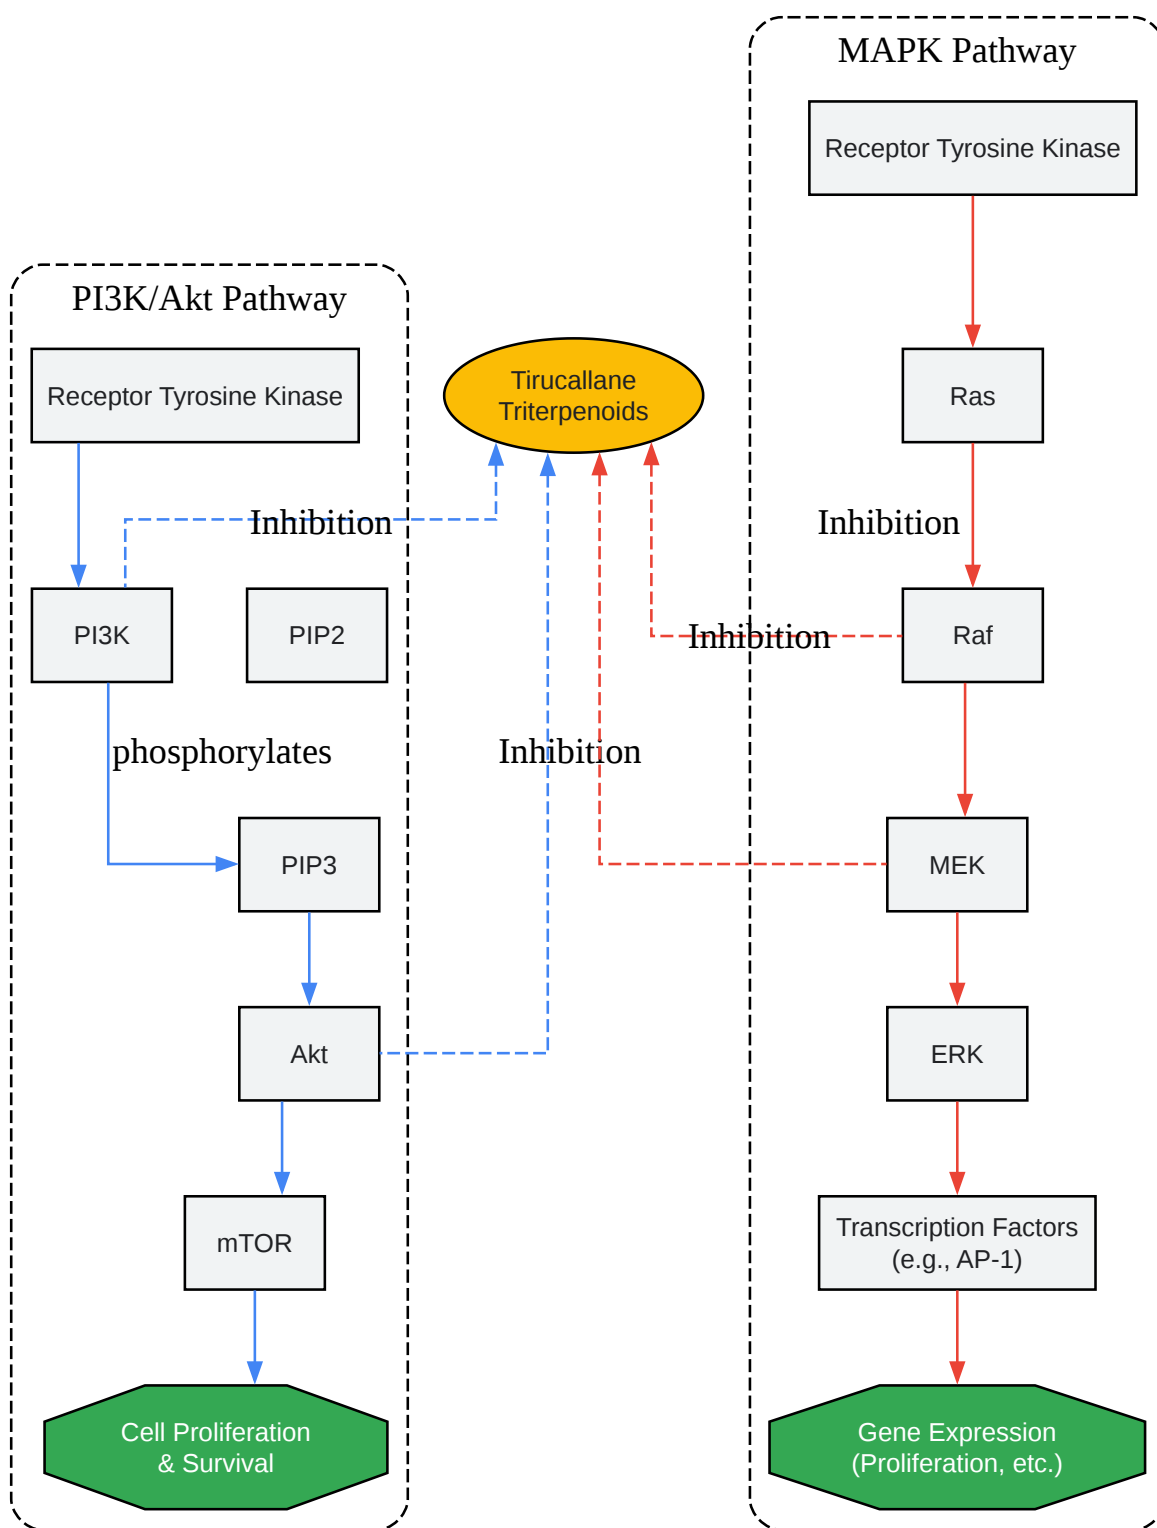 MAPK Pathway
Receptor Tyrosine Kinase
PI3K/Akt Pathway
Receptor Tyrosine Kinase
Tirucallane
Triterpenoids
Ras
Inhibition
Inhibition
PI3K
PIP2
Inhibition
Raf
phosphorylates
Inhibition
PIP3
MEK
Akt
ERK
mTOR
Transcription Factors
(e.g., AP-1)
Cell Proliferation
& Survival
Gene Expression
(Proliferation, etc.)